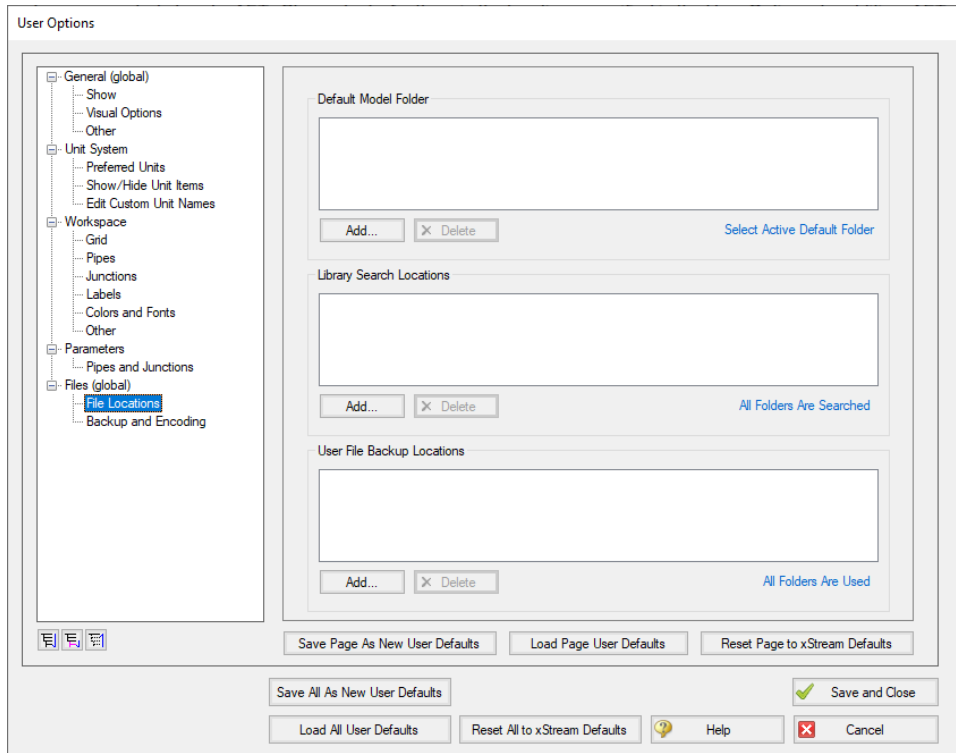 User Options
General (global)
Show
Visual Options
Other
Unit System
Preferred Units
Show/Hide Unit Items
Edit Custom Unit Names
Workspace
Grid
Pipes
Junctions
Labels
Colors and Fonts
Other
Parameters
Pipes and Junctions
Files (global)
File Locations
Backup and Encoding
Default Model Folder
Add...
Delete
Select Active Default Folder
Library Search Locations
Add...
Delete
All Folders Are Searched
User File Backup Locations
Add...
Delete
All Folders Are Used
Save Page As New User Defaults
Load Page User Defaults
Reset Page to xStream Defaults
Save All As New User Defaults
Save and Close
Load All User Defaults
Reset All to xStream Defaults
Help
Cancel